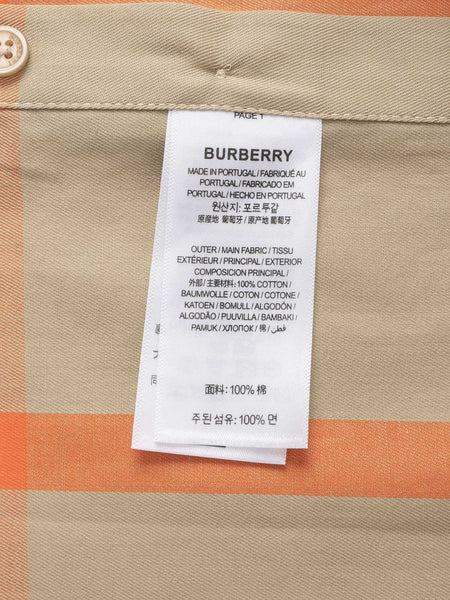 PAGE 1
BURBERRY
MADE IN PORTUGAL / FABRIQUÉ AU
PORTUGAL / FABRICADO EM
PORTUGAL / HECHO EN PORTUGAL
원산지: 포르투갈
原産地 葡萄牙 / 原产地 葡萄牙
OUTER / MAIN FABRIC / TISSU
EXTÉRIEUR / PRINCIPAL / EXTERIOR
COMPOSICIÓN PRINCIPAL /
外部 / 主要材料: 100% COTTON /
BAUMWOLLE / COTON / COTONE /
KATOEN / BOMULL / ALGODÓN /
ALGODÃO / PUUVILLA / BAMBAKI /
PAMUK / ХЛОПОК / 棉 / قطن
面料: 100% 棉
주된 섬유: 100% 면